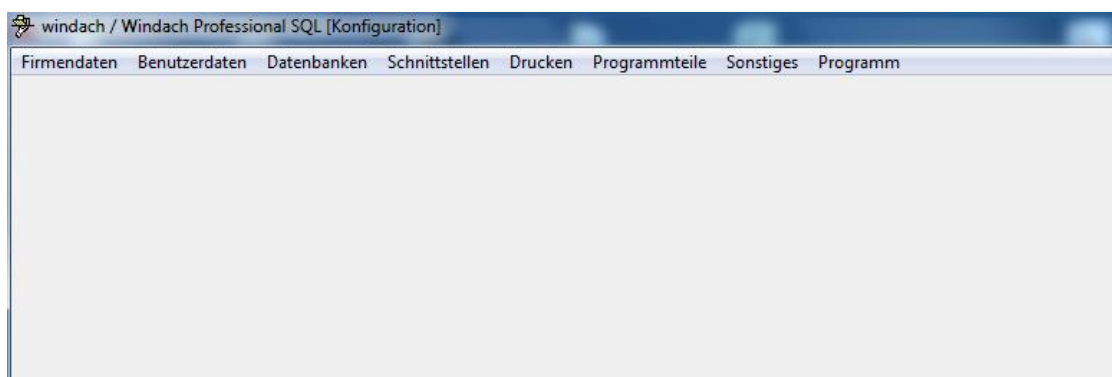 windach / Windach Professional SQL [Konfiguration]
Firmendaten Benutzerdaten Datenbanken Schnittstellen Drucken Programmteile Sonstiges Programm